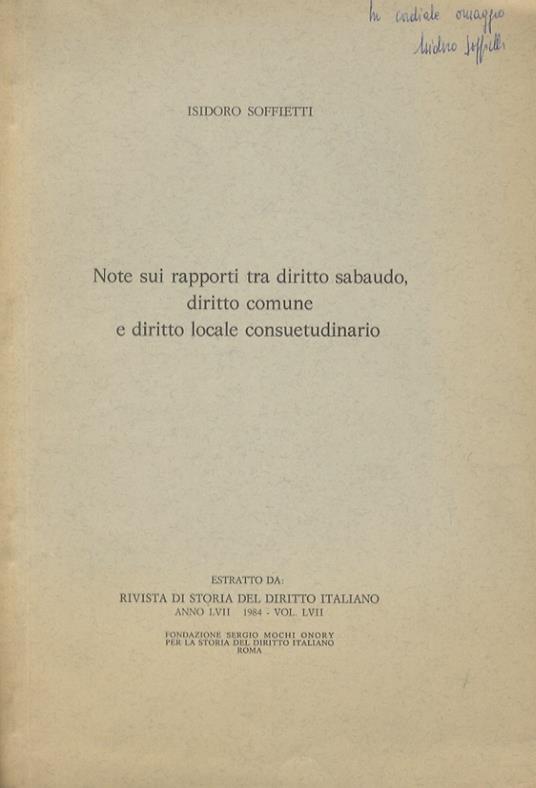 In cordiale omaggio
Isidoro Soffietti
ISIDORO SOFFIETTI
Note sui rapporti tra diritto sabaudo,
diritto comune
e diritto locale consuetudinario
ESTRATTO DA:
RIVISTA DI STORIA DEL DIRITTO ITALIANO
ANNO LVII 1984 - VOL. LVII
FONDAZIONE SERGIO MOCHI ONORY
PER LA STORIA DEL DIRITTO ITALIANO
ROMA